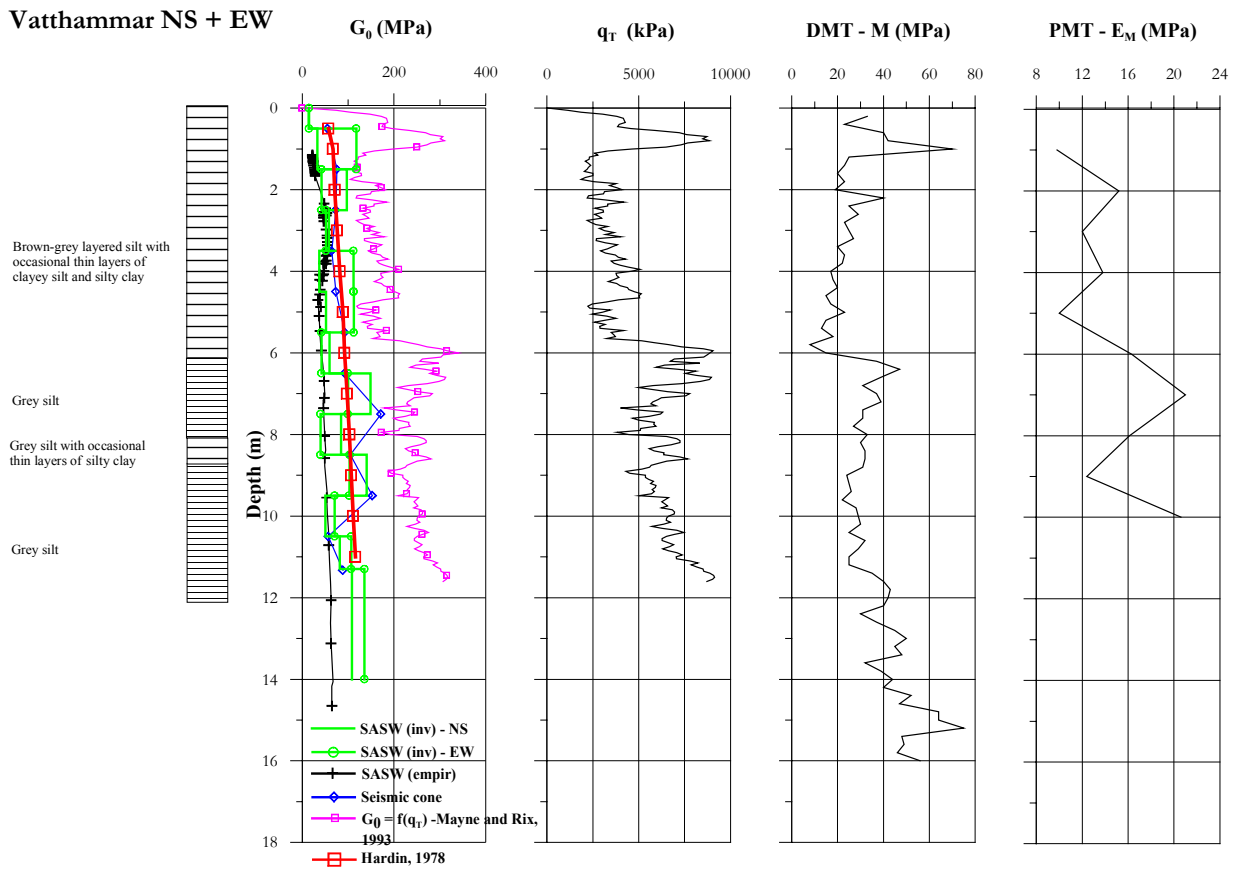 Vatthammar NS + EW
G0 (MPa)
qT (kPa)
DMT - M (MPa)
PMT - EM (MPa)
0 200 400
0 5000 10000
0 20 40 60 80
8 12 16 20 24
0
2
4
6
8
10
12
14
16
18
Depth (m)
Brown-grey layered silt with
occasional thin layers of
clayey silt and silty clay
Grey silt
Grey silt with occasional
thin layers of silty clay
Grey silt
SASW (inv) - NS
SASW (inv) - EW
SASW (empir)
Seismic cone
G0 = f(qT) -Mayne and Rix,
1993
Hardin, 1978